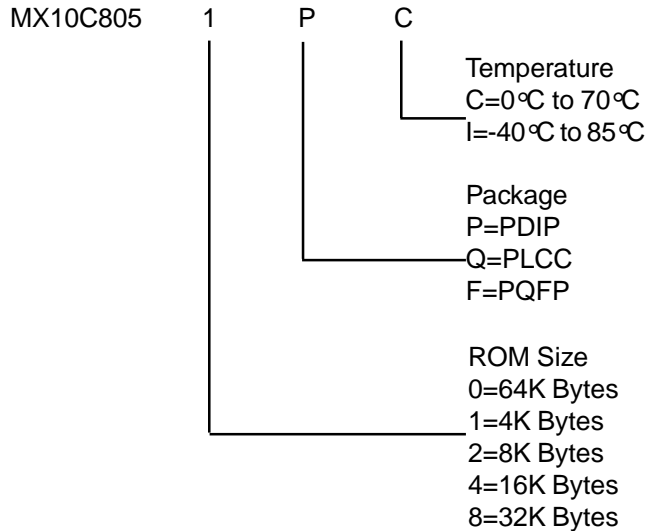 MX10C805 1 P C
Temperature
C=0°C to 70°C
I=-40°C to 85°C
Package
P=PDIP
Q=PLCC
F=PQFP
ROM Size
0=64K Bytes
1=4K Bytes
2=8K Bytes
4=16K Bytes
8=32K Bytes